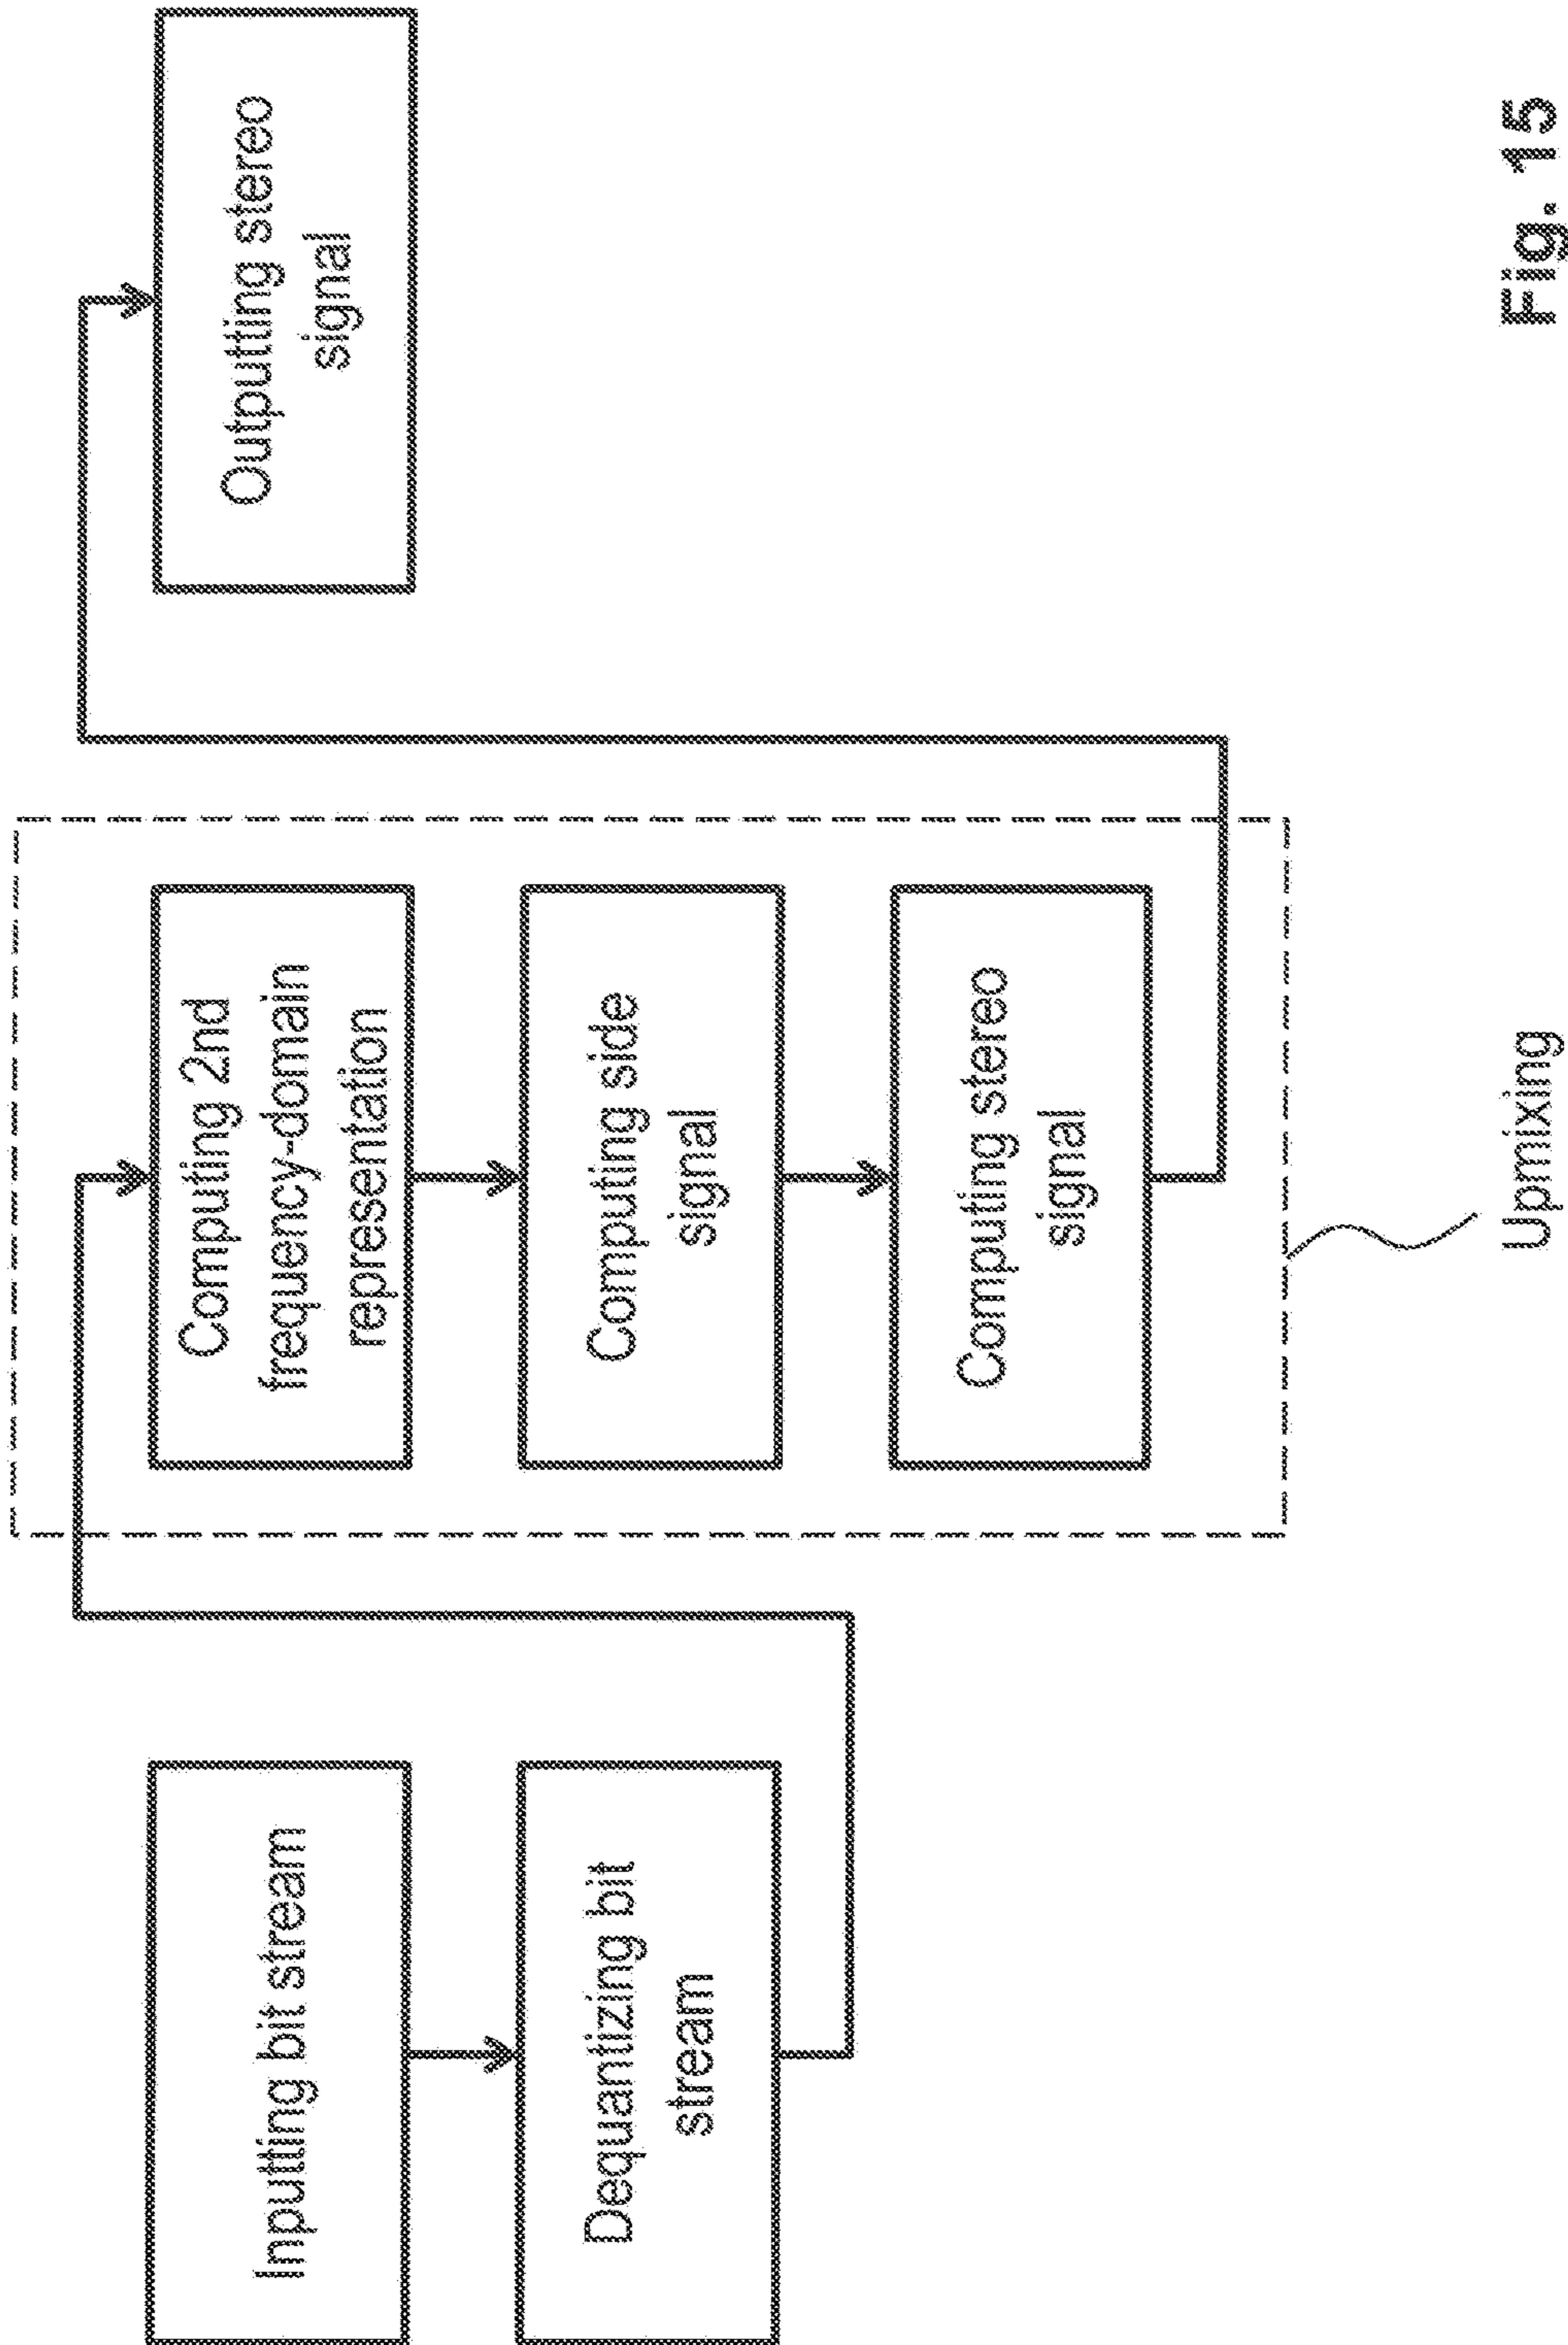 Inputting bit stream
Dequantizing bit
stream
Computing 2nd
frequency-domain
representation
Computing side
signal
Computing stereo
signal
Upmixing
Outputting stereo
signal
Fig. 15